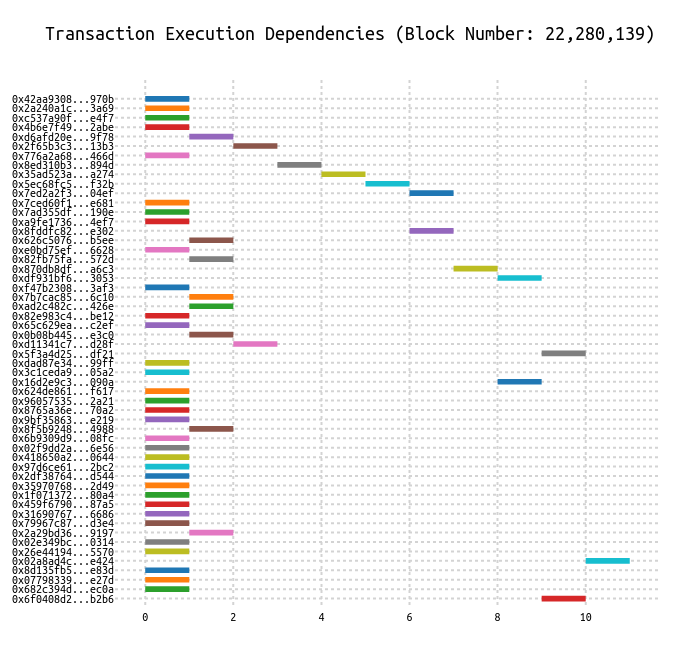 Transaction Execution Dependencies (Block Number: 22,280,139)
0x42aa9308...970b
0x2a240a1c...3a69
0xc537a90f...e4f7
0x4b6e7f49...2abe
0xd6afd20e...9f78
0x2f65b3c3...13b3
0x776a2a68...466d
0x8ed310b3...894d
0x35ad523a...a274
0x5ec68fc5...f32b
0x7ed2a2f3...04ef
0x7ced60f1...e681
0x7ad355df...190e
0xa9fe1736...4ef7
0x8fddfc82...e302
0x626c5076...b5ee
0xe0bd75ef...6628
0x82fb75fa...572d
0x870db8df...a6c3
0xdf931bf6...3053
0xf47b2308...3af3
0x7b7cac85...6c10
0xad2c482c...426e
0x82e983c4...be12
0x65c629ea...c2ef
0x0b08b445...e3c0
0xd11341c7...d28f
0x5f3a4d25...df21
0xdad87e34...99ff
0x3c1ceda9...05a2
0x16d2e9c3...090a
0x624de861...f617
0x96057535...2a21
0x8765a36e...70a2
0x9bf35863...e219
0x8f5b9248...4988
0x6b9309d9...08fc
0x02f9dd2a...6e56
0x418650a2...0644
0x97d6ce61...2bc2
0x2df38764...d544
0x35970768...2d49
0x1f071372...80a4
0x459f6790...87a5
0x31690767...6686
0x79967c87...d3e4
0x2a29bd36...9197
0x02e349bc...0314
0x26e44194...5570
0x02a8ad4c...e424
0x8d135fb5...e83d
0x07798339...e27d
0x682c394d...ec0a
0x6f0408d2...b2b6
0 2 4 6 8 10